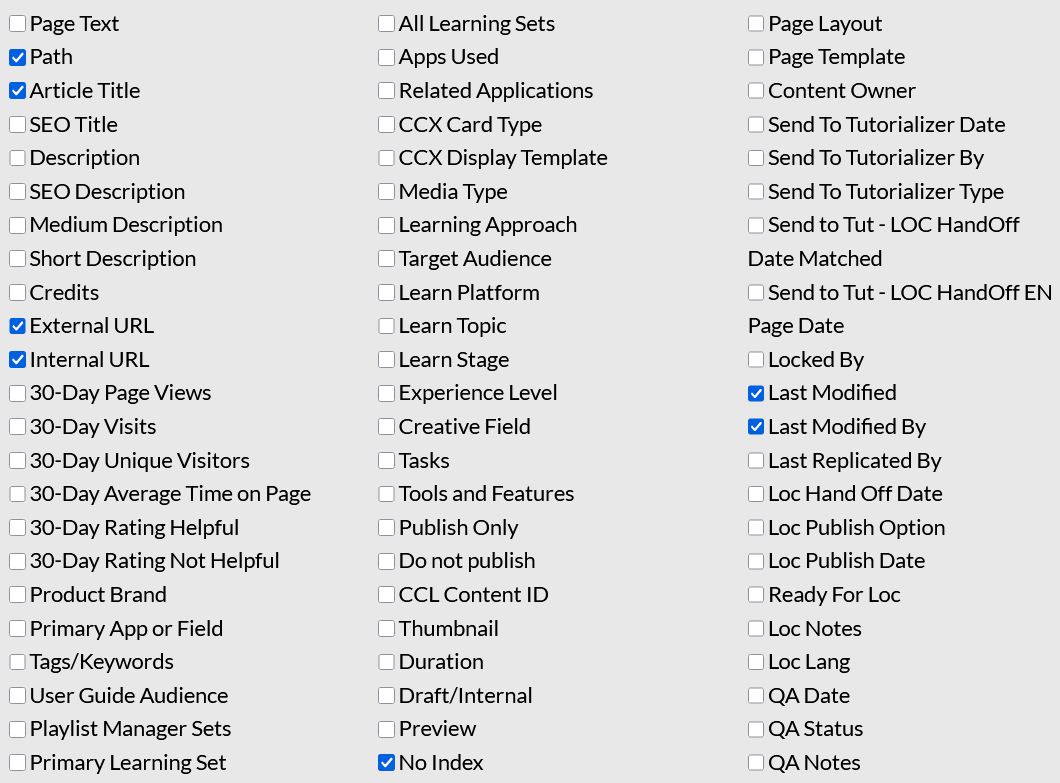 Page Text
Path
Article Title
SEO Title
Description
SEO Description
Medium Description
Short Description
Credits
External URL
Internal URL
30-Day Page Views
30-Day Visits
30-Day Unique Visitors
30-Day Average Time on Page
30-Day Rating Helpful
30-Day Rating Not Helpful
Product Brand
Primary App or Field
Tags/Keywords
User Guide Audience
Playlist Manager Sets
Primary Learning Set
All Learning Sets
Apps Used
Related Applications
CCX Card Type
CCX Display Template
Media Type
Learning Approach
Target Audience
Learn Platform
Learn Topic
Learn Stage
Experience Level
Creative Field
Tasks
Tools and Features
Publish Only
Do not publish
CCL Content ID
Thumbnail
Duration
Draft/Internal
Preview
No Index
Page Layout
Page Template
Content Owner
Send To Tutorializer Date
Send To Tutorializer By
Send To Tutorializer Type
Send to Tut - LOC HandOff
Date Matched
Send to Tut - LOC HandOff EN
Page Date
Locked By
Last Modified
Last Modified By
Last Replicated By
Loc Hand Off Date
Loc Publish Option
Loc Publish Date
Ready For Loc
Loc Notes
Loc Lang
QA Date
QA Status
QA Notes